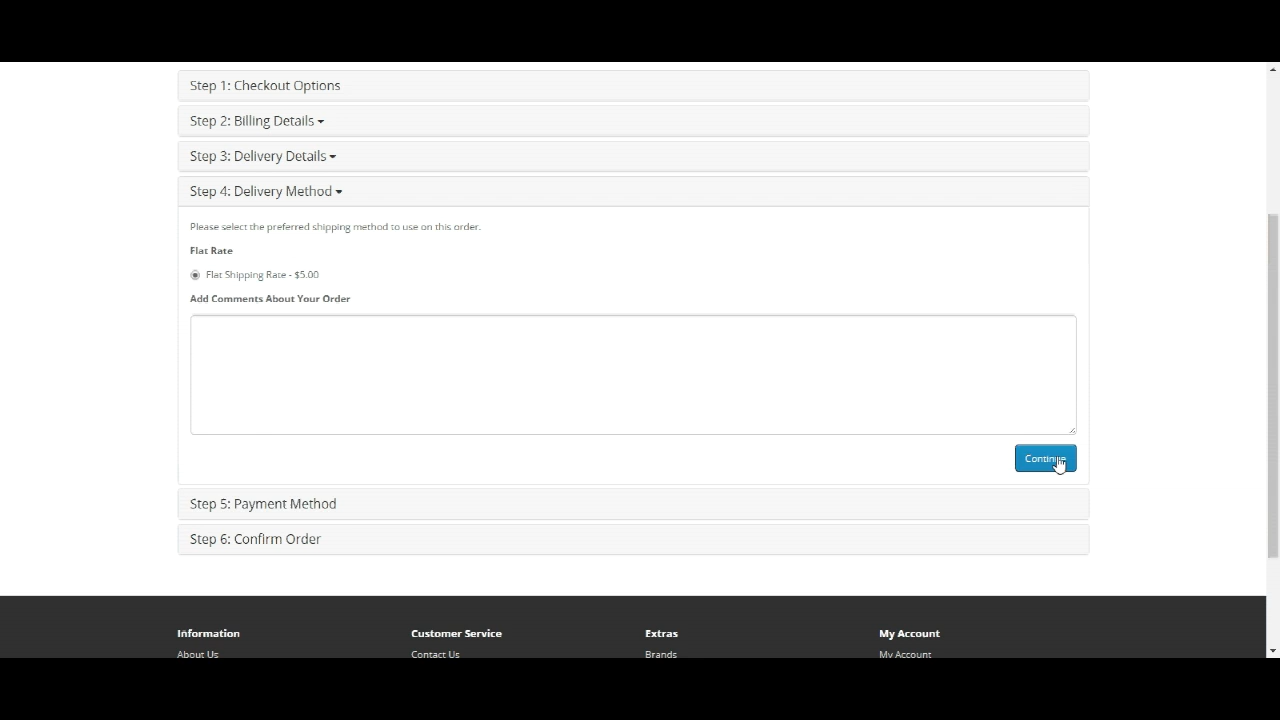 Step 1: Checkout Options
Step 2: Billing Details
Step 3: Delivery Details
Step 4: Delivery Method
Please select the preferred shipping method to use on this order.
Flat Rate
Flat Shipping Rate - $5.00
Add Comments About Your Order
Continue
Step 5: Payment Method
Step 6: Confirm Order
Information Customer Service Extras My Account
About Us Contact Us Brands My Account